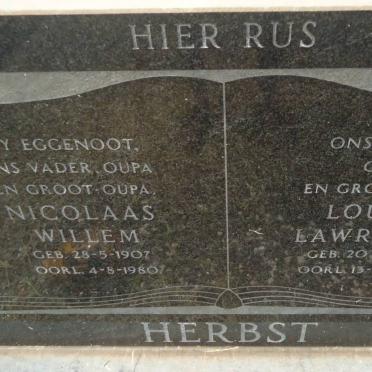 HIER RUS
Y EGGENOOT,
NS VADER, OUPA
EN GROOT-OUPA,
NICOLAAS
WILLEM
GEB. 28-5-1907
OORL. 4-8-1980
ONS
EN GRO
LOU
LAWR
GEB. 20
OORL. 13-
HERBST